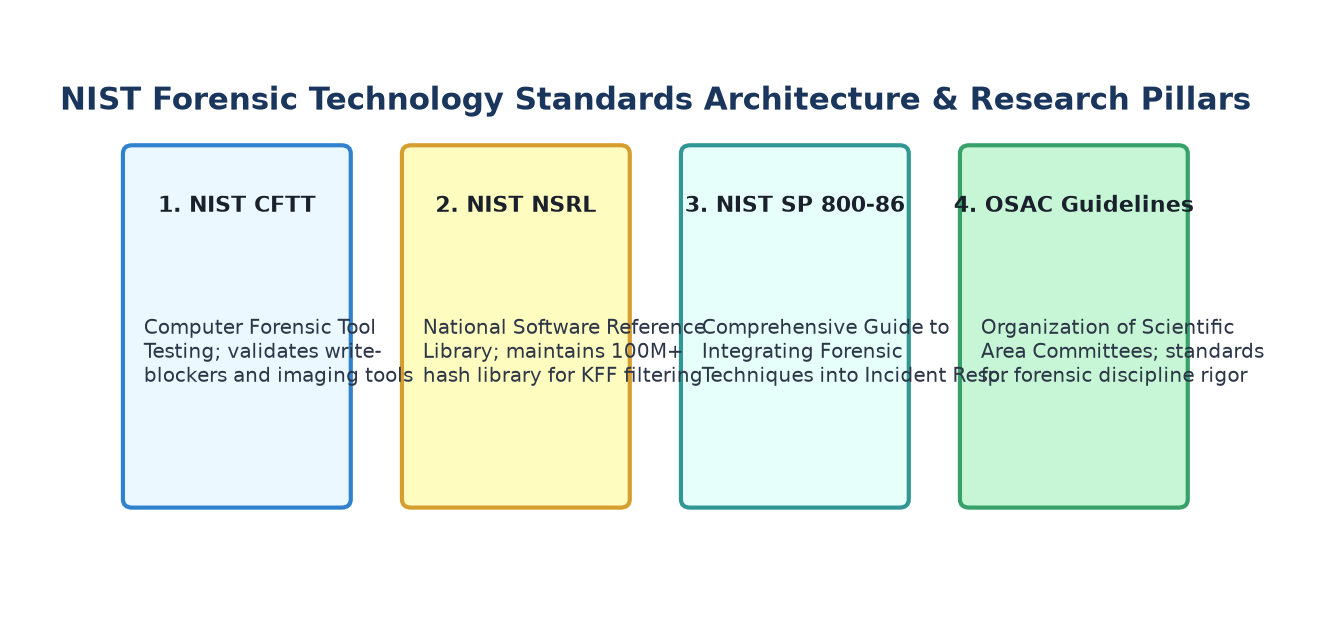 NIST Forensic Technology Standards Architecture & Research Pillars
1. NIST CFTT
Computer Forensic Tool
Testing; validates write-
blockers and imaging tools
2. NIST NSRL
National Software Reference
Library; maintains 100M+
hash library for KFF filtering
3. NIST SP 800-86
Comprehensive Guide to
Integrating Forensic
Techniques into Incident Resp.
4. OSAC Guidelines
Organization of Scientific
Area Committees; standards
for forensic discipline rigor